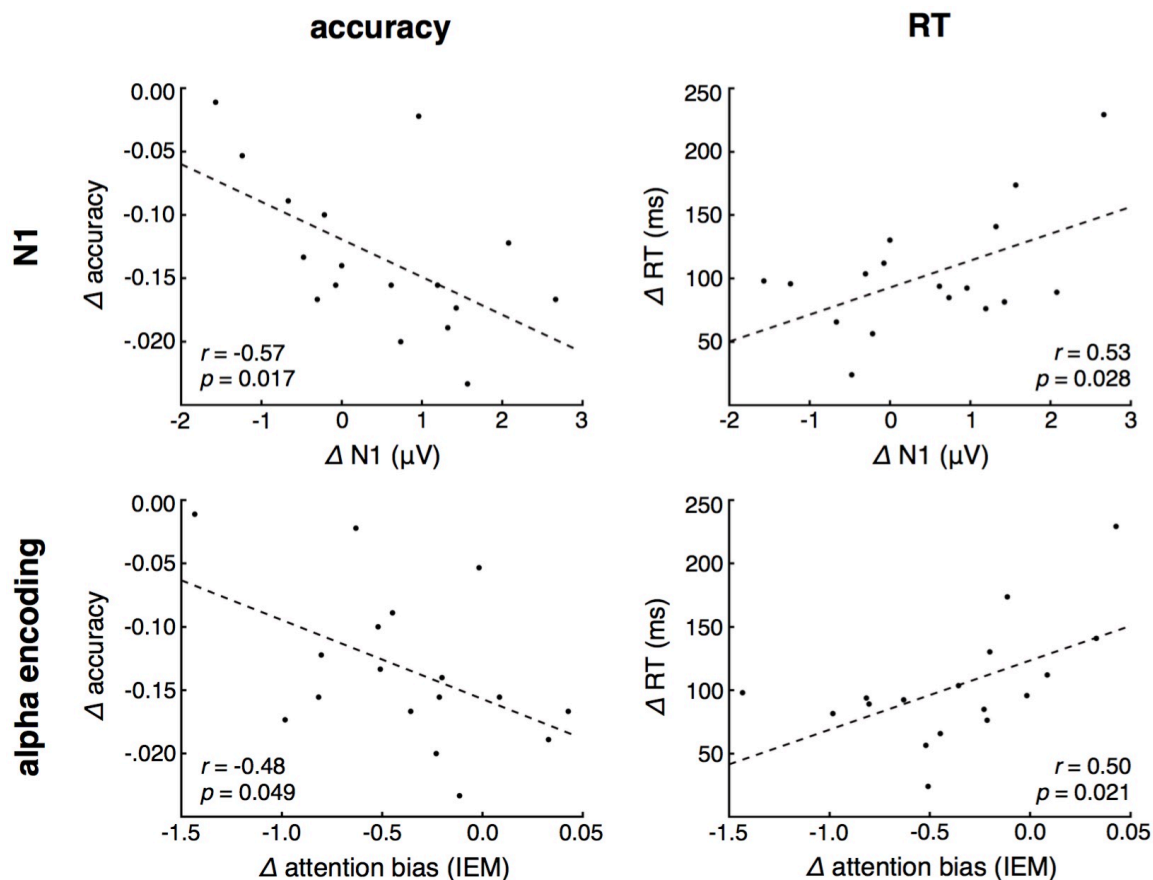 accuracy
RT
N1
0.00
-0.05
-0.10
-0.15
-.020
Δ accuracy
r = -0.57
p = 0.017
-2 -1 0 1 2 3
Δ N1 (μV)
250
200
150
100
50
Δ RT (ms)
r = 0.53
p = 0.028
-2 -1 0 1 2 3
Δ N1 (μV)
alpha encoding
0.00
-0.05
-0.10
-0.15
-.020
Δ accuracy
r = -0.48
p = 0.049
-1.5 -1.0 -0.5 0.0 0.05
Δ attention bias (IEM)
250
200
150
100
50
Δ RT (ms)
r = 0.50
p = 0.021
-1.5 -1.0 -0.5 0.0 0.05
Δ attention bias (IEM)